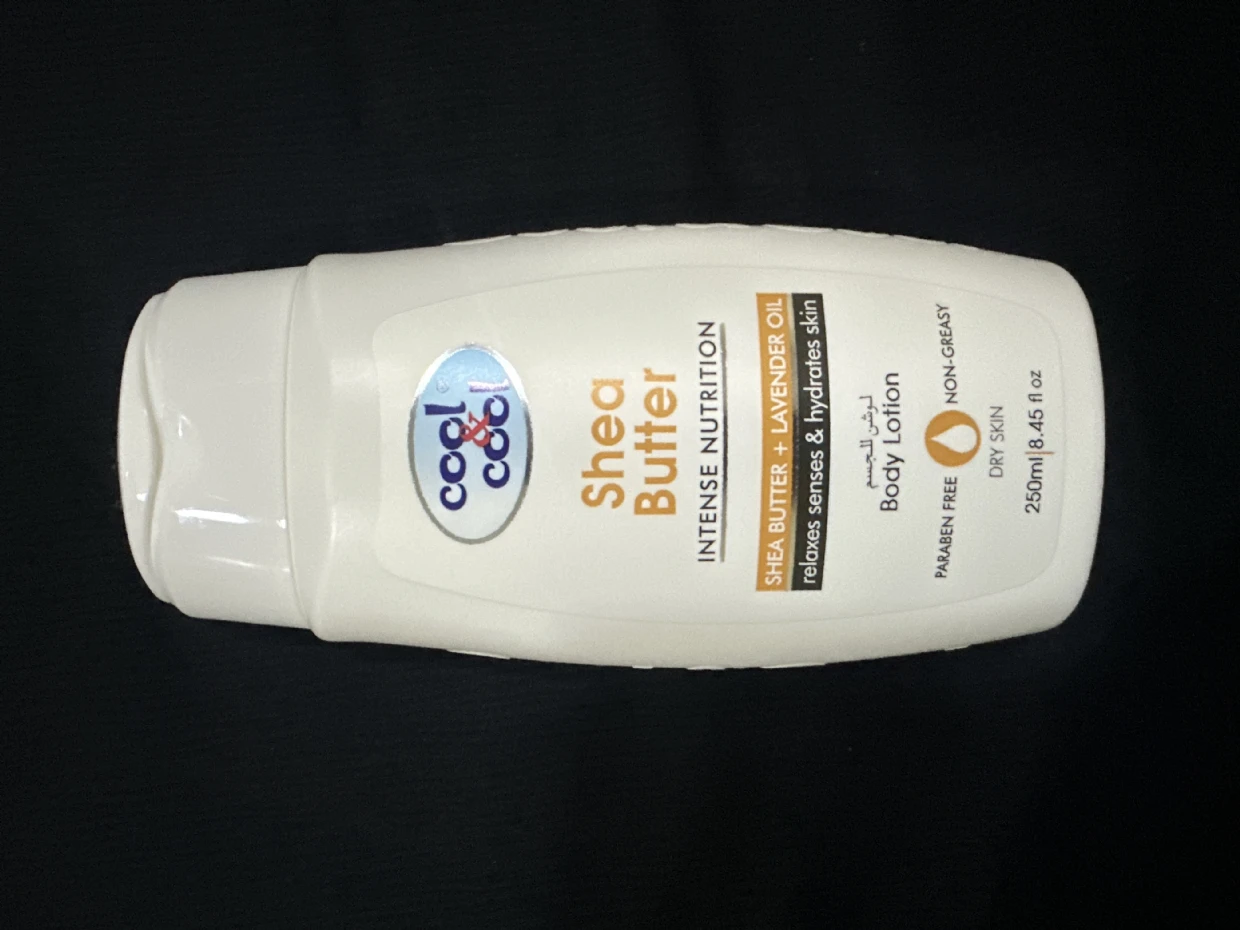 cool®
&
cool
Shea
Butter
INTENSE NUTRITION
SHEA BUTTER + LAVENDER OIL
relaxes senses & hydrates skin
لوشن للجسم
Body Lotion
PARABEN FREE NON-GREASY
DRY SKIN
250ml|8.45 fl oz